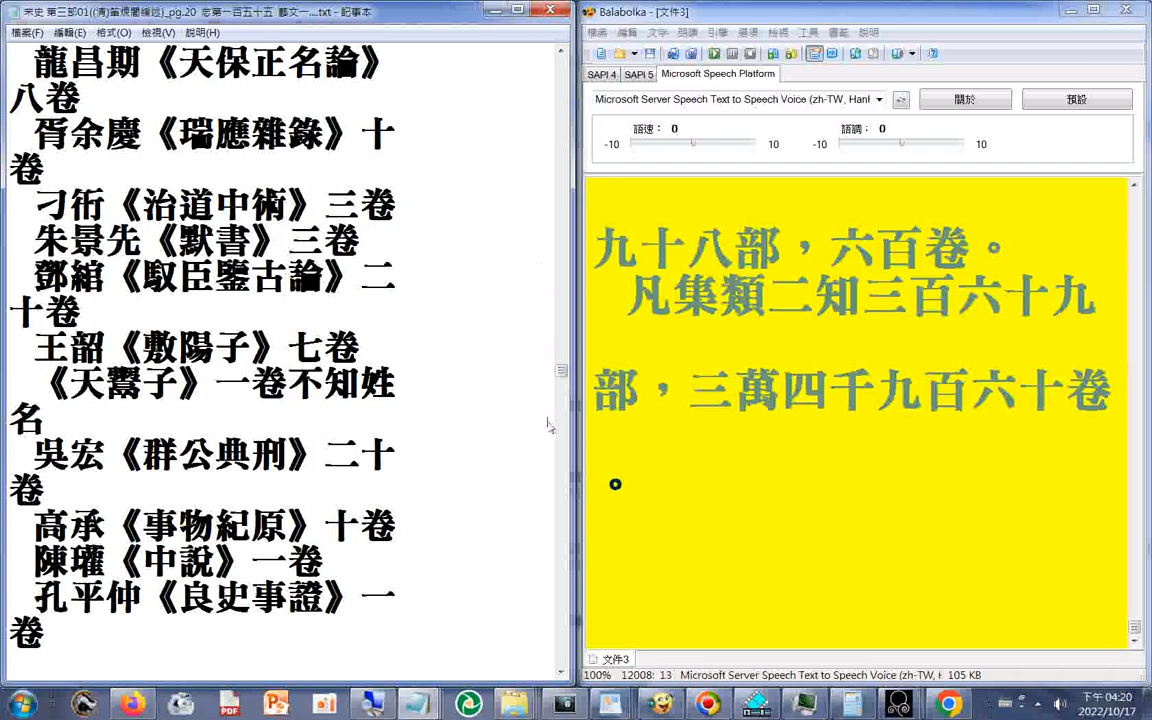 宋史 第三部01((清)黃
pg.20 志第一百五十五 藝文一....txt - 記事本
檔案(F) 編輯(E) 格式(O) 檢視(V) 說明(H)
龍昌期《天保正名論》
八卷
胥余慶《瑞應雜錄》十
卷
刁衎《治道中術》三卷
朱景先《默書》三卷
鄧綰《馭臣鑒古論》二
十卷
王韶《敷陽子》七卷
《天鬻子》一卷不知姓
名
吳宏《群公典刑》二十
卷
高承《事物紀原》十卷
陳瓘《中說》一卷
孔平仲《良史事證》一
卷
Balabolka - [文件3]
檔案 編輯 文字 朗讀 引擎 選項 檢視 工具 書籤 說明
SAPI 4 SAPI 5 Microsoft Speech Platform
Microsoft Server Speech Text to Speech Voice (zh-TW, Hanl
關於
預設
語速： 0 語調： 0
-10 10 -10 10
九十八部，六百卷。
凡集類二知三百六十九
部，三萬四千九百六十卷
。
文件3
100% 12008: 13 Microsoft Server Speech Text to Speech Voice (zh-TW, H 105 KB
下午 04:20
2022/10/17